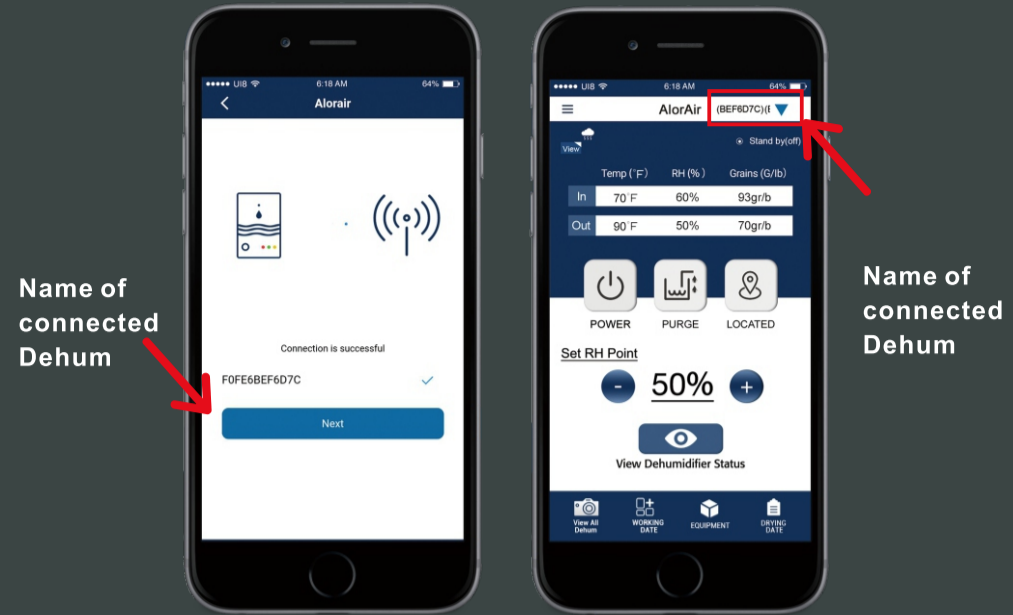 Name of
connected
Dehum
••••• UI8 6:18 AM 64%
Alorair
Connection is successful
F0FE6BEF6D7C
Next
••••• UI8 6:18 AM 64%
AlorAir (BEF6D7C)(
View
Stand by(off)
Temp (°F) RH (%) Grains (G/lb)
In 70°F 60% 93gr/b
Out 90°F 50% 70gr/b
POWER PURGE LOCATED
Set RH Point
- 50% +
View Dehumidifier Status
View All
Dehum
WORKING
DATE
EQUIPMENT
DRYING
DATE
Name of
connected
Dehum